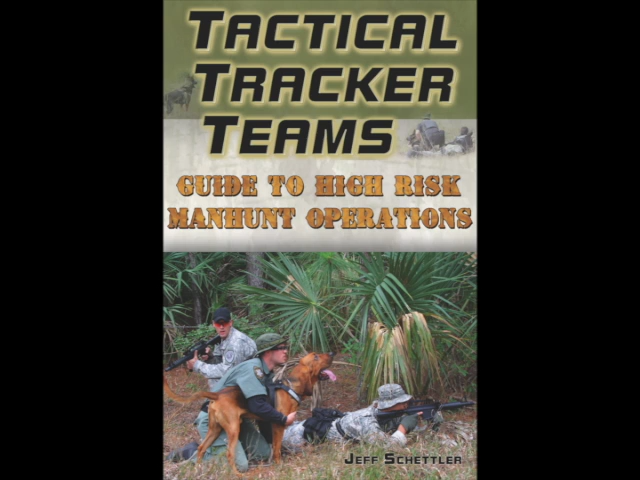 TACTICAL
TRACKER
TEAMS
GUIDE TO HIGH RISK
MANHUNT OPERATIONS
JEFF SCHETTLER